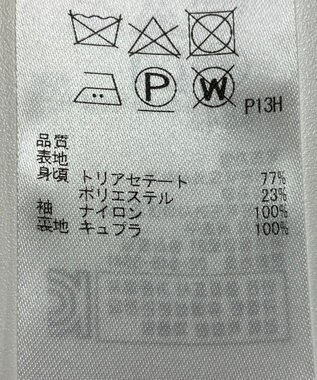 P W P13H
品質
表地
身頃 トリアセテート 77%
ポリエステル 23%
袖 ナイロン 100%
裏地 キュプラ 100%